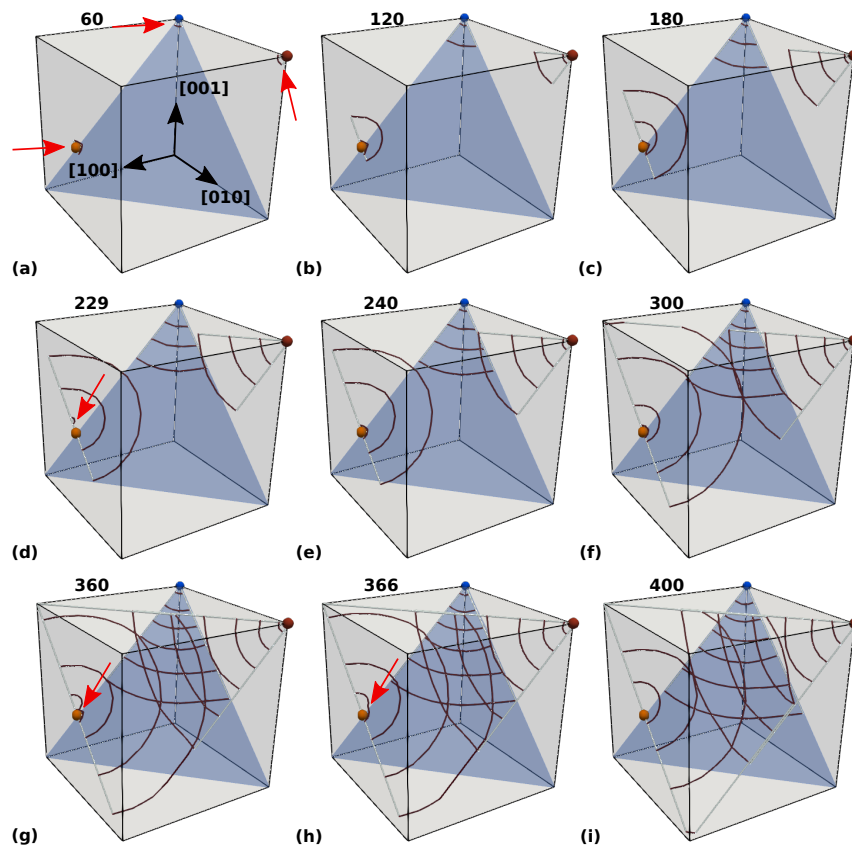 60
120
180
[001]
[100]
[010]
(a)
(b)
(c)
229
240
300
(d)
(e)
(f)
360
366
400
(g)
(h)
(i)